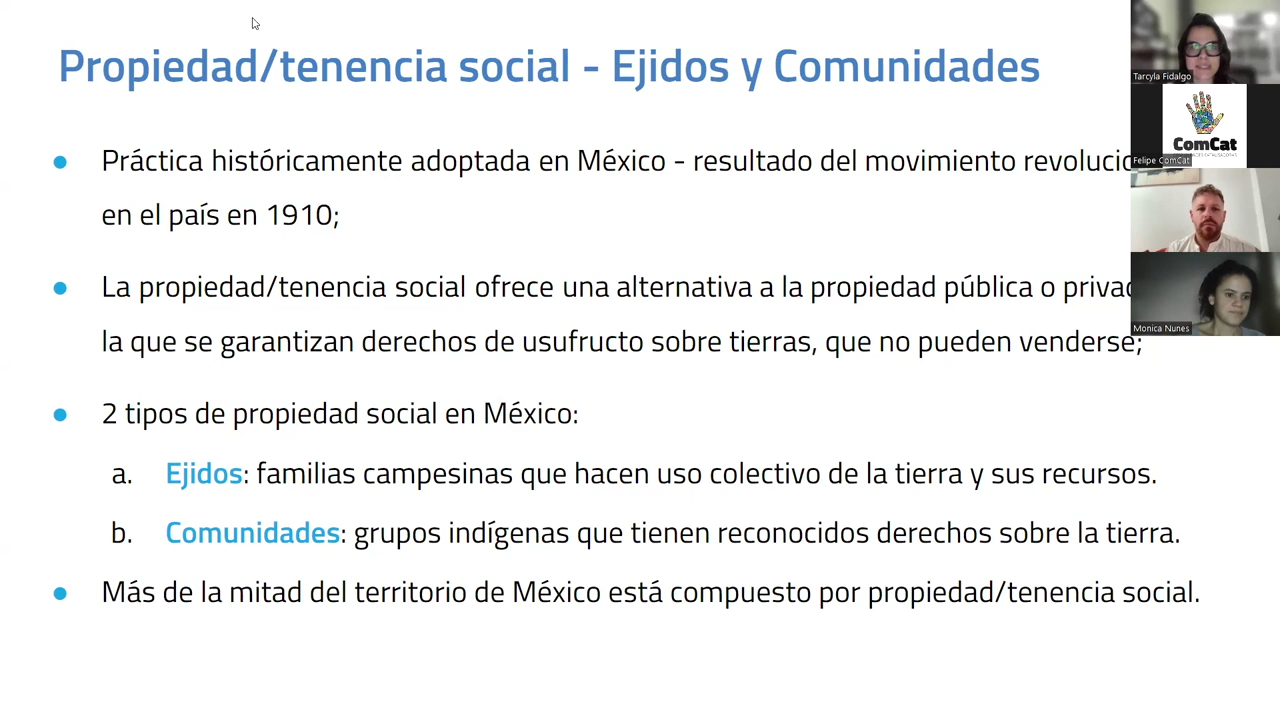 Propiedad/tenencia social - Ejidos y Comunidades
Práctica históricamente adoptada en México - resultado del movimiento
en el país en 1910;
La propiedad/tenencia social ofrece una alternativa a la propiedad pública o
la que se garantizan derechos de usufructo sobre tierras, que no pueden venderse;
2 tipos de propiedad social en México:
a. Ejidos: familias campesinas que hacen uso colectivo de la tierra y sus recursos.
b. Comunidades: grupos indígenas que tienen reconocidos derechos sobre la tierra.
Más de la mitad del territorio de México está compuesto por propiedad/tenencia social.
Tarcyla Fidalgo
ComCat
Felipe ComCat
Monica Nunes